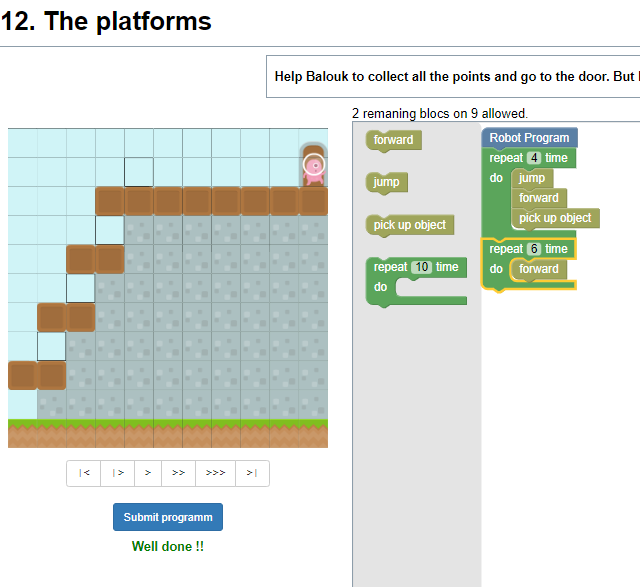 12. The platforms
Help Balouk to collect all the points and go to the door. But
2 remaning blocs on 9 allowed.
forward
jump
pick up object
repeat 10 time
do
Robot Program
repeat 4 time
do jump
forward
pick up object
repeat 6 time
do forward
|< |> > >> >>> >|
Submit programm
Well done !!